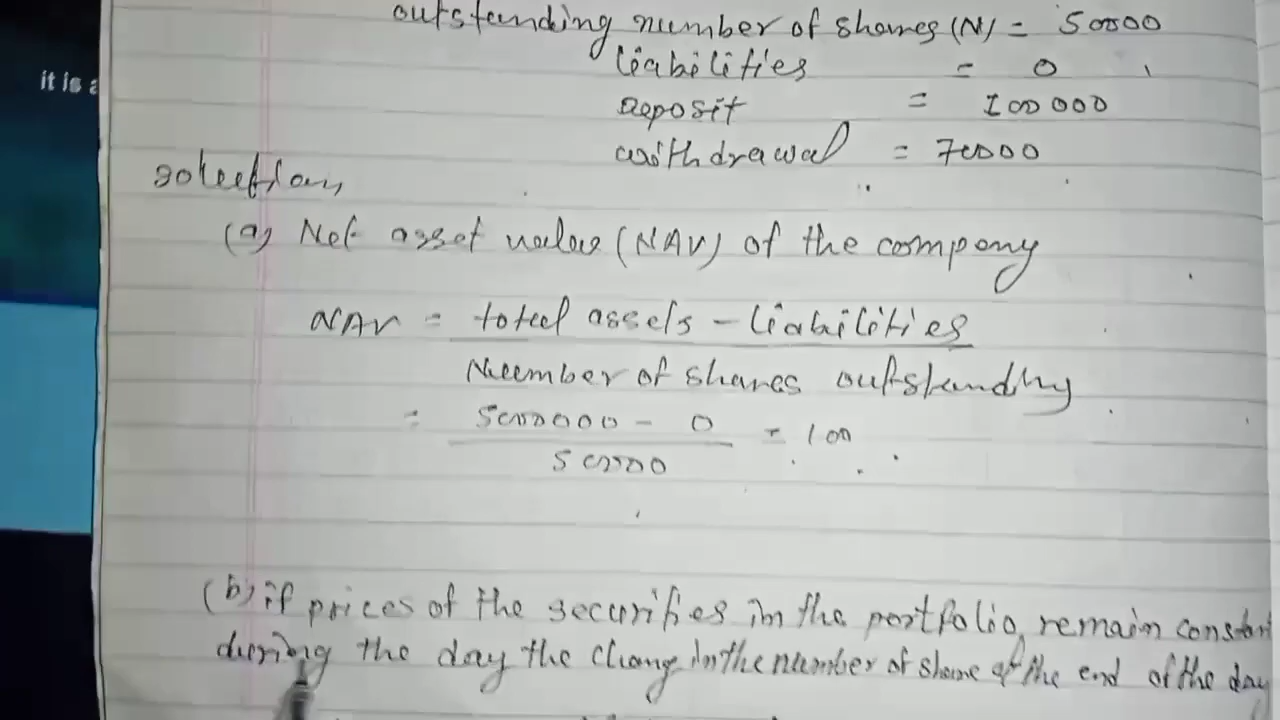 outstanding number of shares (N) = 50000
it is a
Liabilities = 0
Deposit = 100000
withdrawal = 70000
solution,
(a) Net asset value (NAV) of the company
NAV = total assets - Liabilities
Number of shares outstanding
= 5000000 - 0 = 100
50000
(b) if prices of the securities in the portfolio, remain constant
during the day the change in the number of share at the end of the day